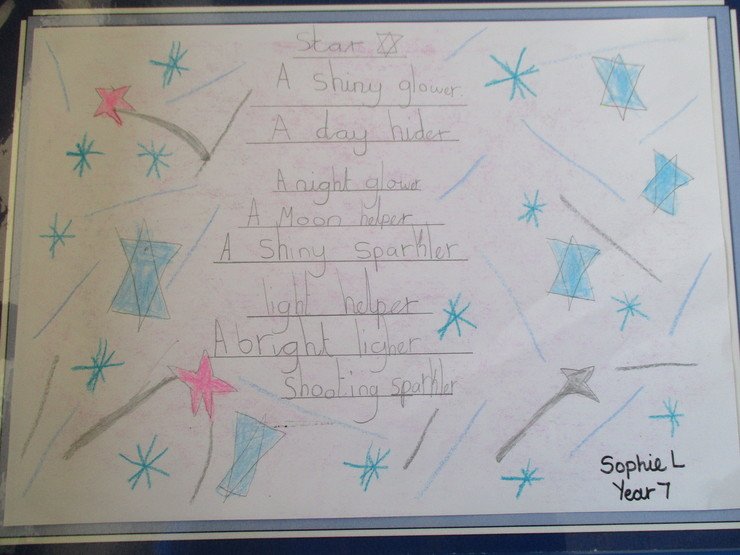 Star
A shiny glower.
A day hider
A night glower
A Moon helper
A shiny sparkler
light helper
A bright ligher
Shooting sparkler
Sophie L
Year 7